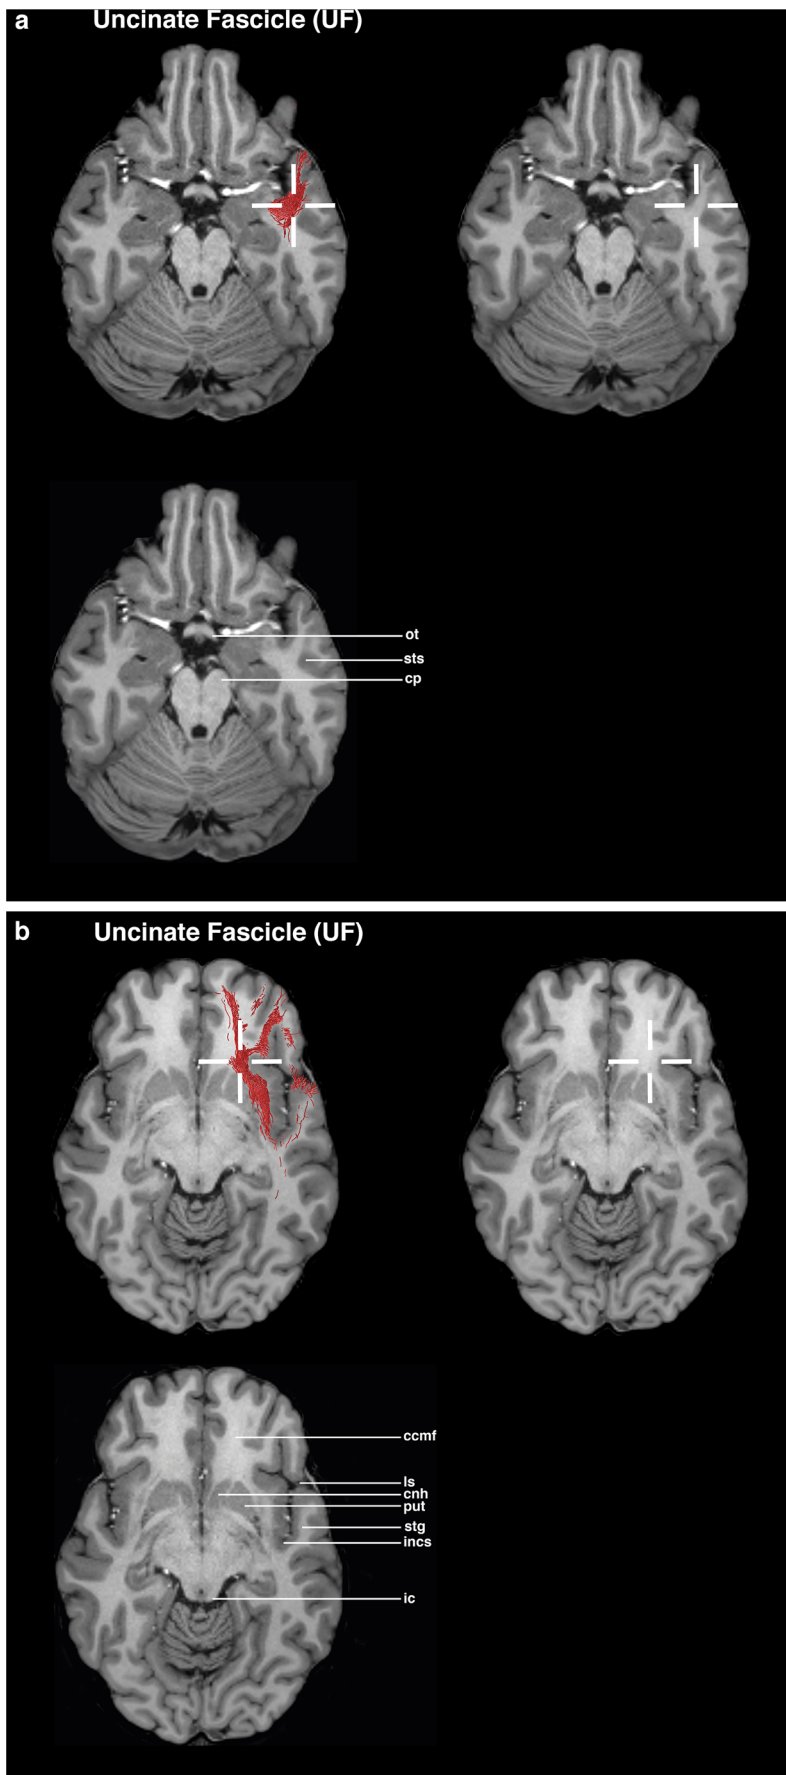 a
Uncinate Fascicle (UF)
ot
sts
cp
b
Uncinate Fascicle (UF)
ccmf
ls
cnh
put
stg
incs
ic